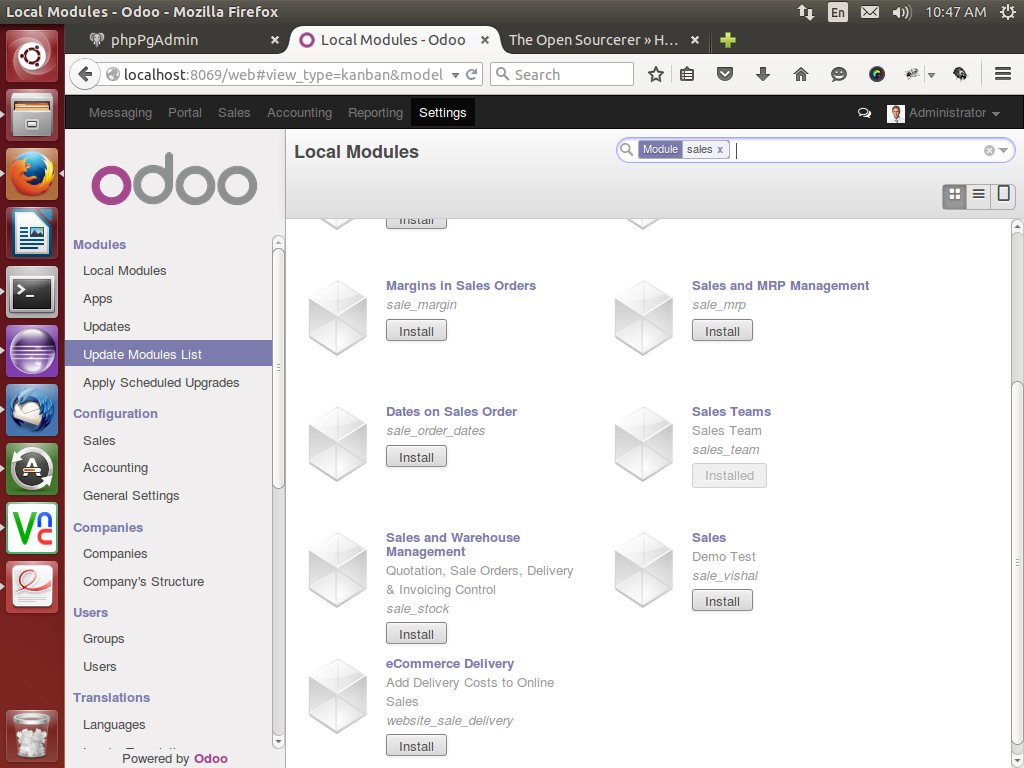 Local Modules - Odoo - Mozilla Firefox
En
10:47 AM
phpPgAdmin
Local Modules - Odoo
The Open Sourcerer » H...
localhost:8069/web#view_type=kanban&model
Search
Messaging
Portal
Sales
Accounting
Reporting
Settings
Administrator
odoo
Local Modules
Module
sales x
Modules
Local Modules
Apps
Updates
Update Modules List
Apply Scheduled Upgrades
Configuration
Sales
Accounting
General Settings
Companies
Companies
Company's Structure
Users
Groups
Users
Translations
Languages
Powered by Odoo
Install
Margins in Sales Orders
sale_margin
Install
Sales and MRP Management
sale_mrp
Install
Dates on Sales Order
sale_order_dates
Install
Sales Teams
Sales Team
sales_team
Installed
Sales and Warehouse
Management
Quotation, Sale Orders, Delivery
& Invoicing Control
sale_stock
Install
Sales
Demo Test
sale_vishal
Install
eCommerce Delivery
Add Delivery Costs to Online
Sales
website_sale_delivery
Install